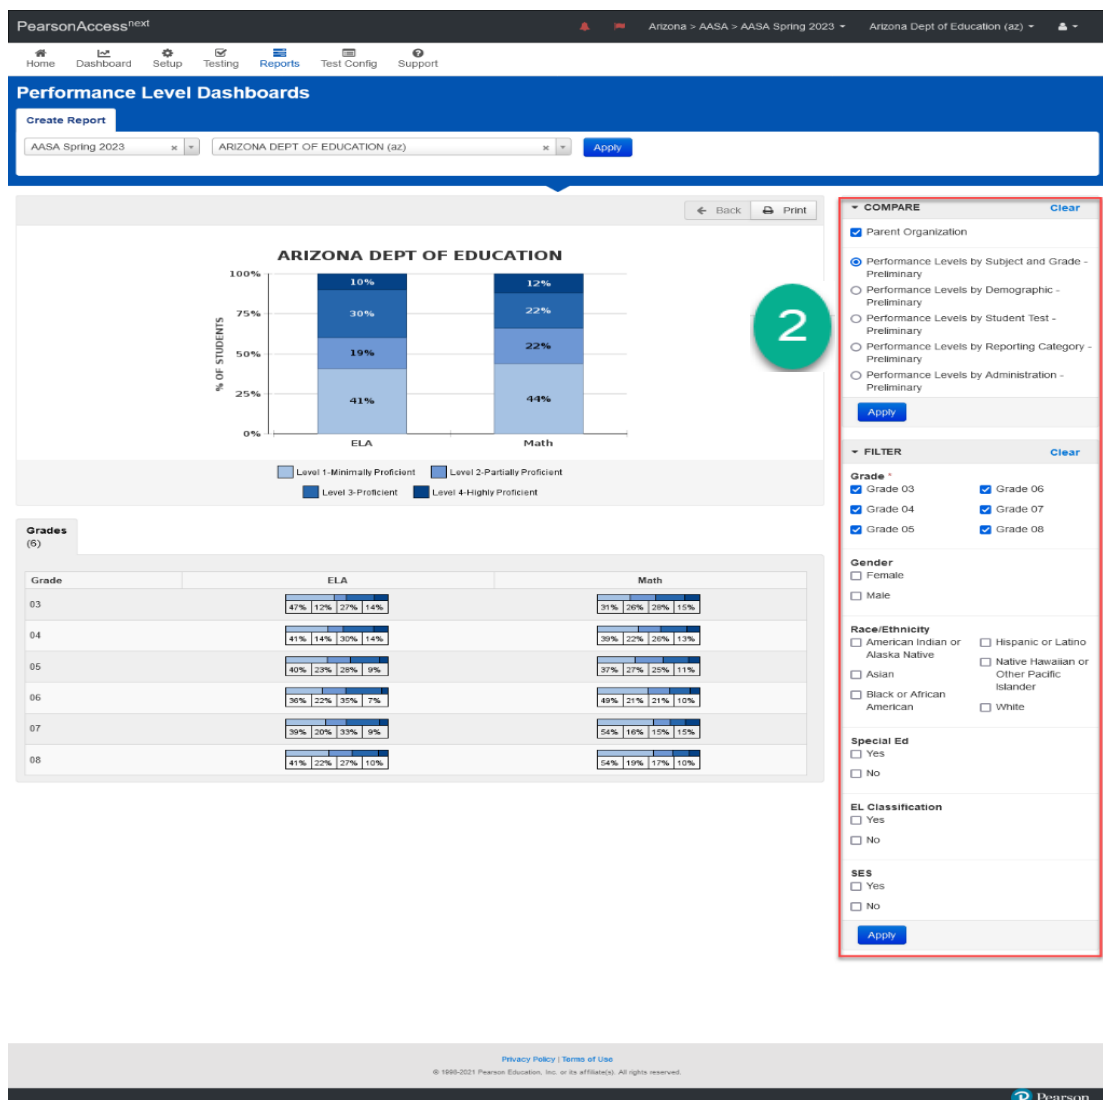 PearsonAccessnext
Arizona > AASA > AASA Spring 2023
Arizona Dept of Education (az)
Home Dashboard Setup Testing Reports Test Config Support
Performance Level Dashboards
Create Report
AASA Spring 2023 × ARIZONA DEPT OF EDUCATION (az) × Apply
Back Print
ARIZONA DEPT OF EDUCATION
% OF STUDENTS
100%
75%
50%
25%
0%
10%
30%
19%
41%
12%
22%
22%
44%
ELA Math
Level 1-Minimally Proficient Level 2-Partially Proficient
Level 3-Proficient Level 4-Highly Proficient
2
Grades
(6)
Grade ELA Math
03 47% 12% 27% 14% 31% 26% 28% 15%
04 41% 14% 30% 14% 39% 22% 26% 13%
05 40% 23% 28% 9% 37% 27% 25% 11%
06 36% 22% 35% 7% 49% 21% 21% 10%
07 39% 20% 33% 9% 54% 16% 15% 15%
08 41% 22% 27% 10% 54% 19% 17% 10%
COMPARE Clear
Parent Organization
Performance Levels by Subject and Grade -
Preliminary
Performance Levels by Demographic -
Preliminary
Performance Levels by Student Test -
Preliminary
Performance Levels by Reporting Category -
Preliminary
Performance Levels by Administration -
Preliminary
Apply
FILTER Clear
Grade *
Grade 03 Grade 06
Grade 04 Grade 07
Grade 05 Grade 08
Gender
Female
Male
Race/Ethnicity
American Indian or
Alaska Native
Asian
Black or African
American
Hispanic or Latino
Native Hawaiian or
Other Pacific
Islander
White
Special Ed
Yes
No
EL Classification
Yes
No
SES
Yes
No
Apply
Privacy Policy | Terms of Use
© 1998-2021 Pearson Education, Inc. or its affiliate(s). All rights reserved.
Pearson